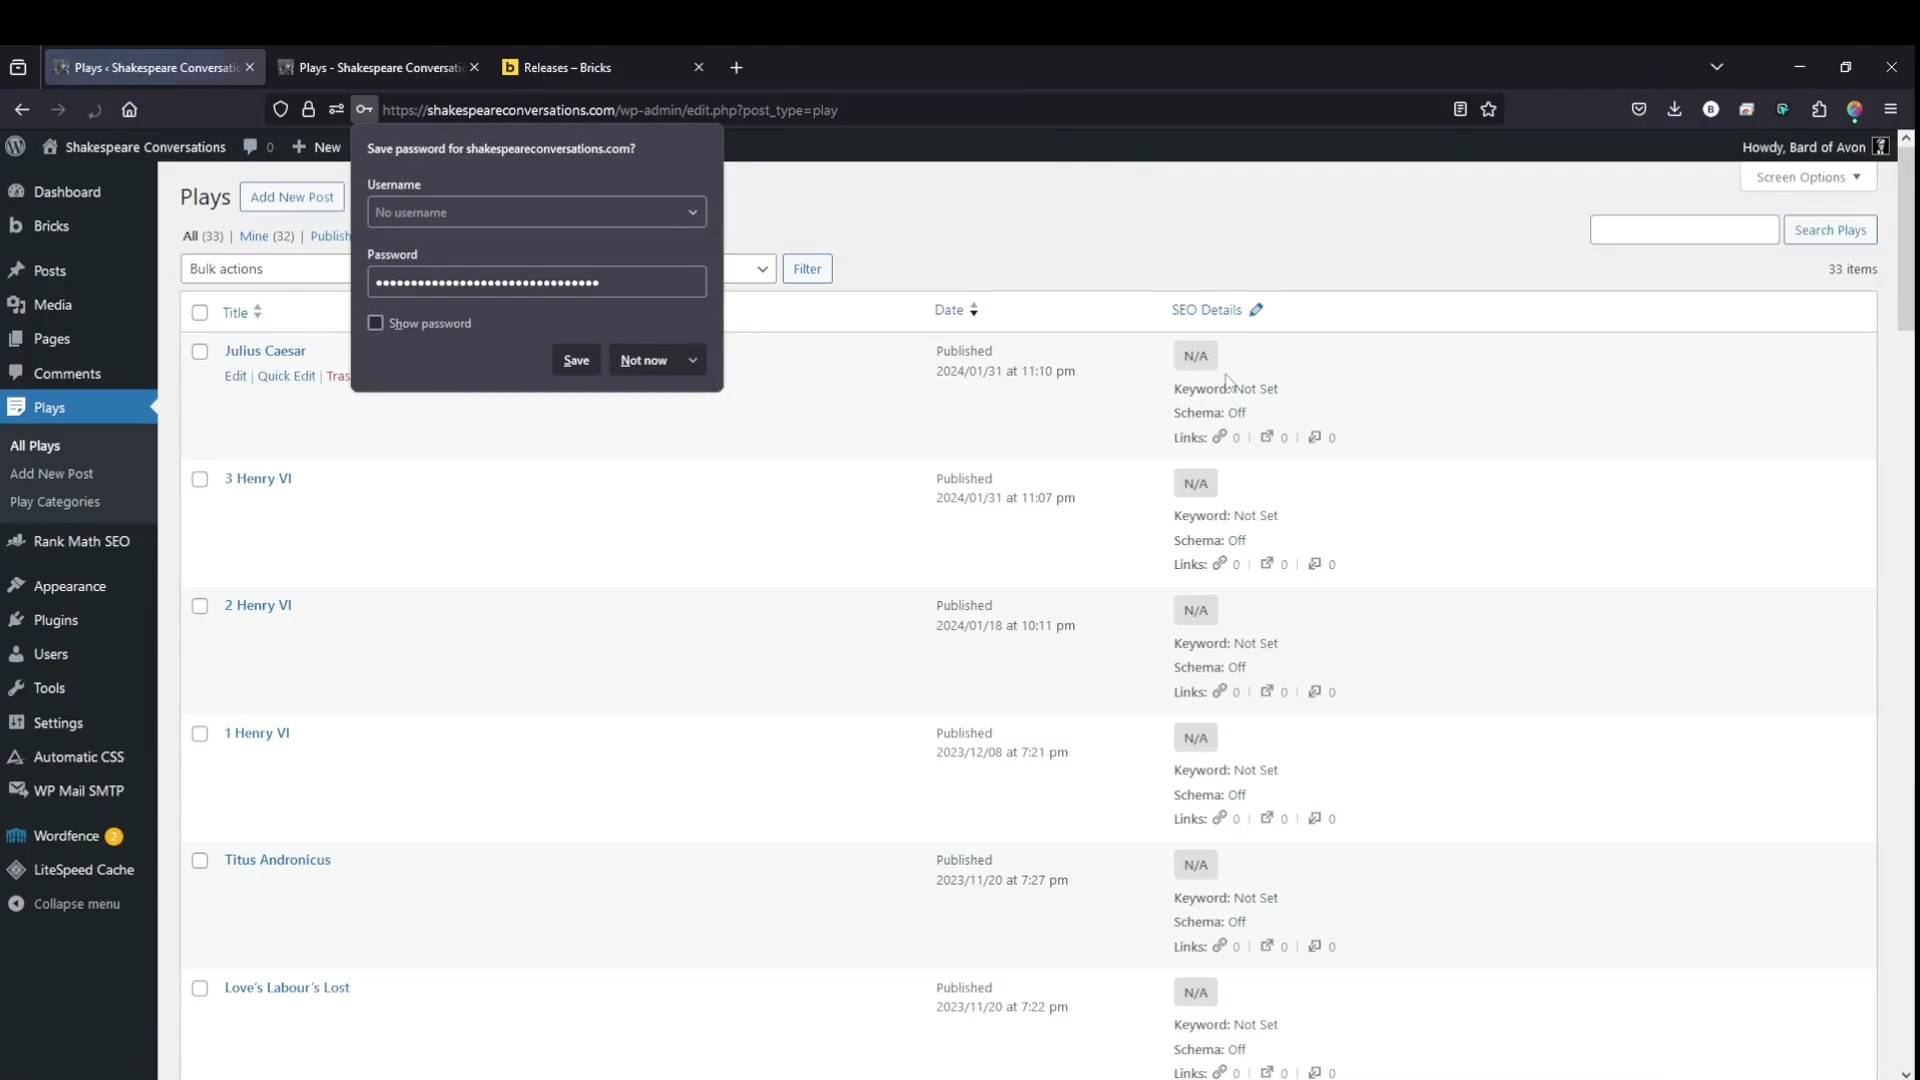 Plays ‹ Shakespeare Conversatio
Plays - Shakespeare Conversatio
Releases – Bricks
https://shakespeareconversations.com/wp-admin/edit.php?post_type=play
Shakespeare Conversations
0
New
Howdy, Bard of Avon
Save password for shakespeareconversations.com?
Username
No username
Password
••••••••••••••••••••••••••••••••
Show password
Save
Not now
Dashboard
Bricks
Posts
Media
Pages
Comments
Plays
All Plays
Add New Post
Play Categories
Rank Math SEO
Appearance
Plugins
Users
Tools
Settings
Automatic CSS
WP Mail SMTP
Wordfence 2
LiteSpeed Cache
Collapse menu
Plays
Add New Post
Screen Options
All (33) | Mine (32) | Publish
Search Plays
Bulk actions
Filter
33 items
Title
Date
SEO Details
Julius Caesar
Edit | Quick Edit | Tras
Published
2024/01/31 at 11:10 pm
N/A
Keyword: Not Set
Schema: Off
Links: 0 | 0 | 0
3 Henry VI
Published
2024/01/31 at 11:07 pm
N/A
Keyword: Not Set
Schema: Off
Links: 0 | 0 | 0
2 Henry VI
Published
2024/01/18 at 10:11 pm
N/A
Keyword: Not Set
Schema: Off
Links: 0 | 0 | 0
1 Henry VI
Published
2023/12/08 at 7:21 pm
N/A
Keyword: Not Set
Schema: Off
Links: 0 | 0 | 0
Titus Andronicus
Published
2023/11/20 at 7:27 pm
N/A
Keyword: Not Set
Schema: Off
Links: 0 | 0 | 0
Love's Labour's Lost
Published
2023/11/20 at 7:22 pm
N/A
Keyword: Not Set
Schema: Off
Links: 0 | 0 | 0